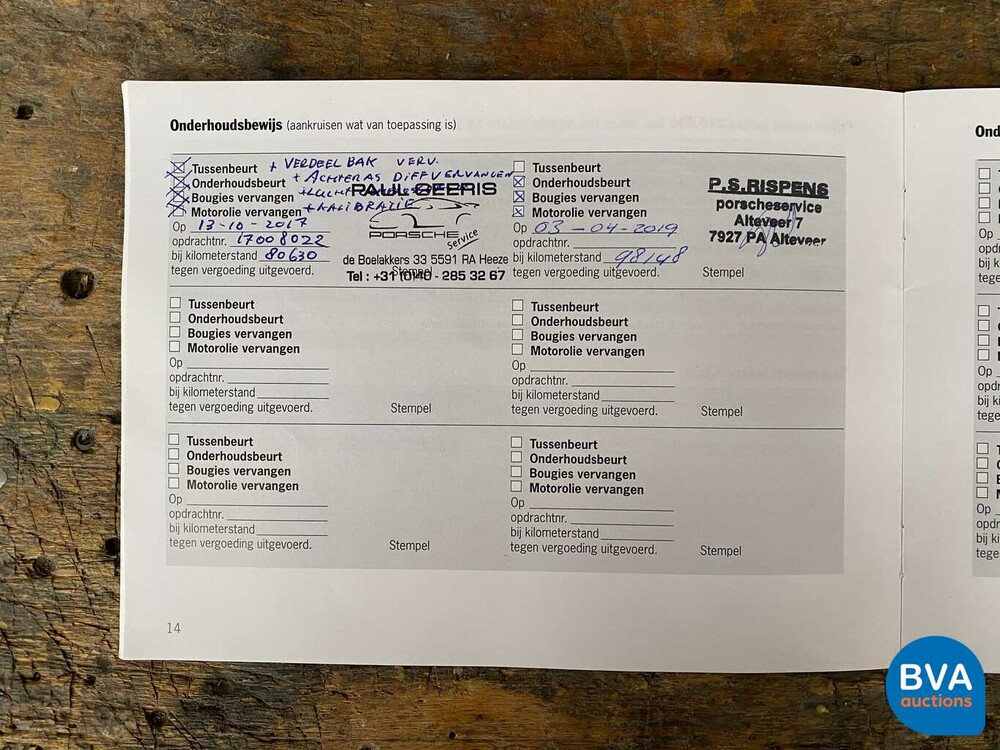 Onderhoudsbewijs (aankruisen wat van toepassing is)
Tussenbeurt + VERDEEL BAK VERV.
Onderhoudsbeurt + ACHTERAS DIFF VERVANGEN
Bougies vervangen
Motorolie vervangen + KALIBRATIE
Op 13-10-2017
opdrachtnr. 17008022
bij kilometerstand 80630
tegen vergoeding uitgevoerd.
Stempel
PAUL GEERIS
PORSCHE service
de Boelakkers 33 5591 RA Heeze
Tel : +31 (0)40 - 285 32 67
Tussenbeurt
Onderhoudsbeurt
Bougies vervangen
Motorolie vervangen
Op 03-04-2019
opdrachtnr.
bij kilometerstand 98148
tegen vergoeding uitgevoerd.
Stempel
P.S.RISPENS
porscheservice
Alteveer 7
7927 PA Alteveer
Tussenbeurt
Onderhoudsbeurt
Bougies vervangen
Motorolie vervangen
Op
opdrachtnr.
bij kilometerstand
tegen vergoeding uitgevoerd.
Stempel
Tussenbeurt
Onderhoudsbeurt
Bougies vervangen
Motorolie vervangen
Op
opdrachtnr.
bij kilometerstand
tegen vergoeding uitgevoerd.
Stempel
Tussenbeurt
Onderhoudsbeurt
Bougies vervangen
Motorolie vervangen
Op
opdrachtnr.
bij kilometerstand
tegen vergoeding uitgevoerd.
Stempel
Tussenbeurt
Onderhoudsbeurt
Bougies vervangen
Motorolie vervangen
Op
opdrachtnr.
bij kilometerstand
tegen vergoeding uitgevoerd.
Stempel
14
BVA
auctions